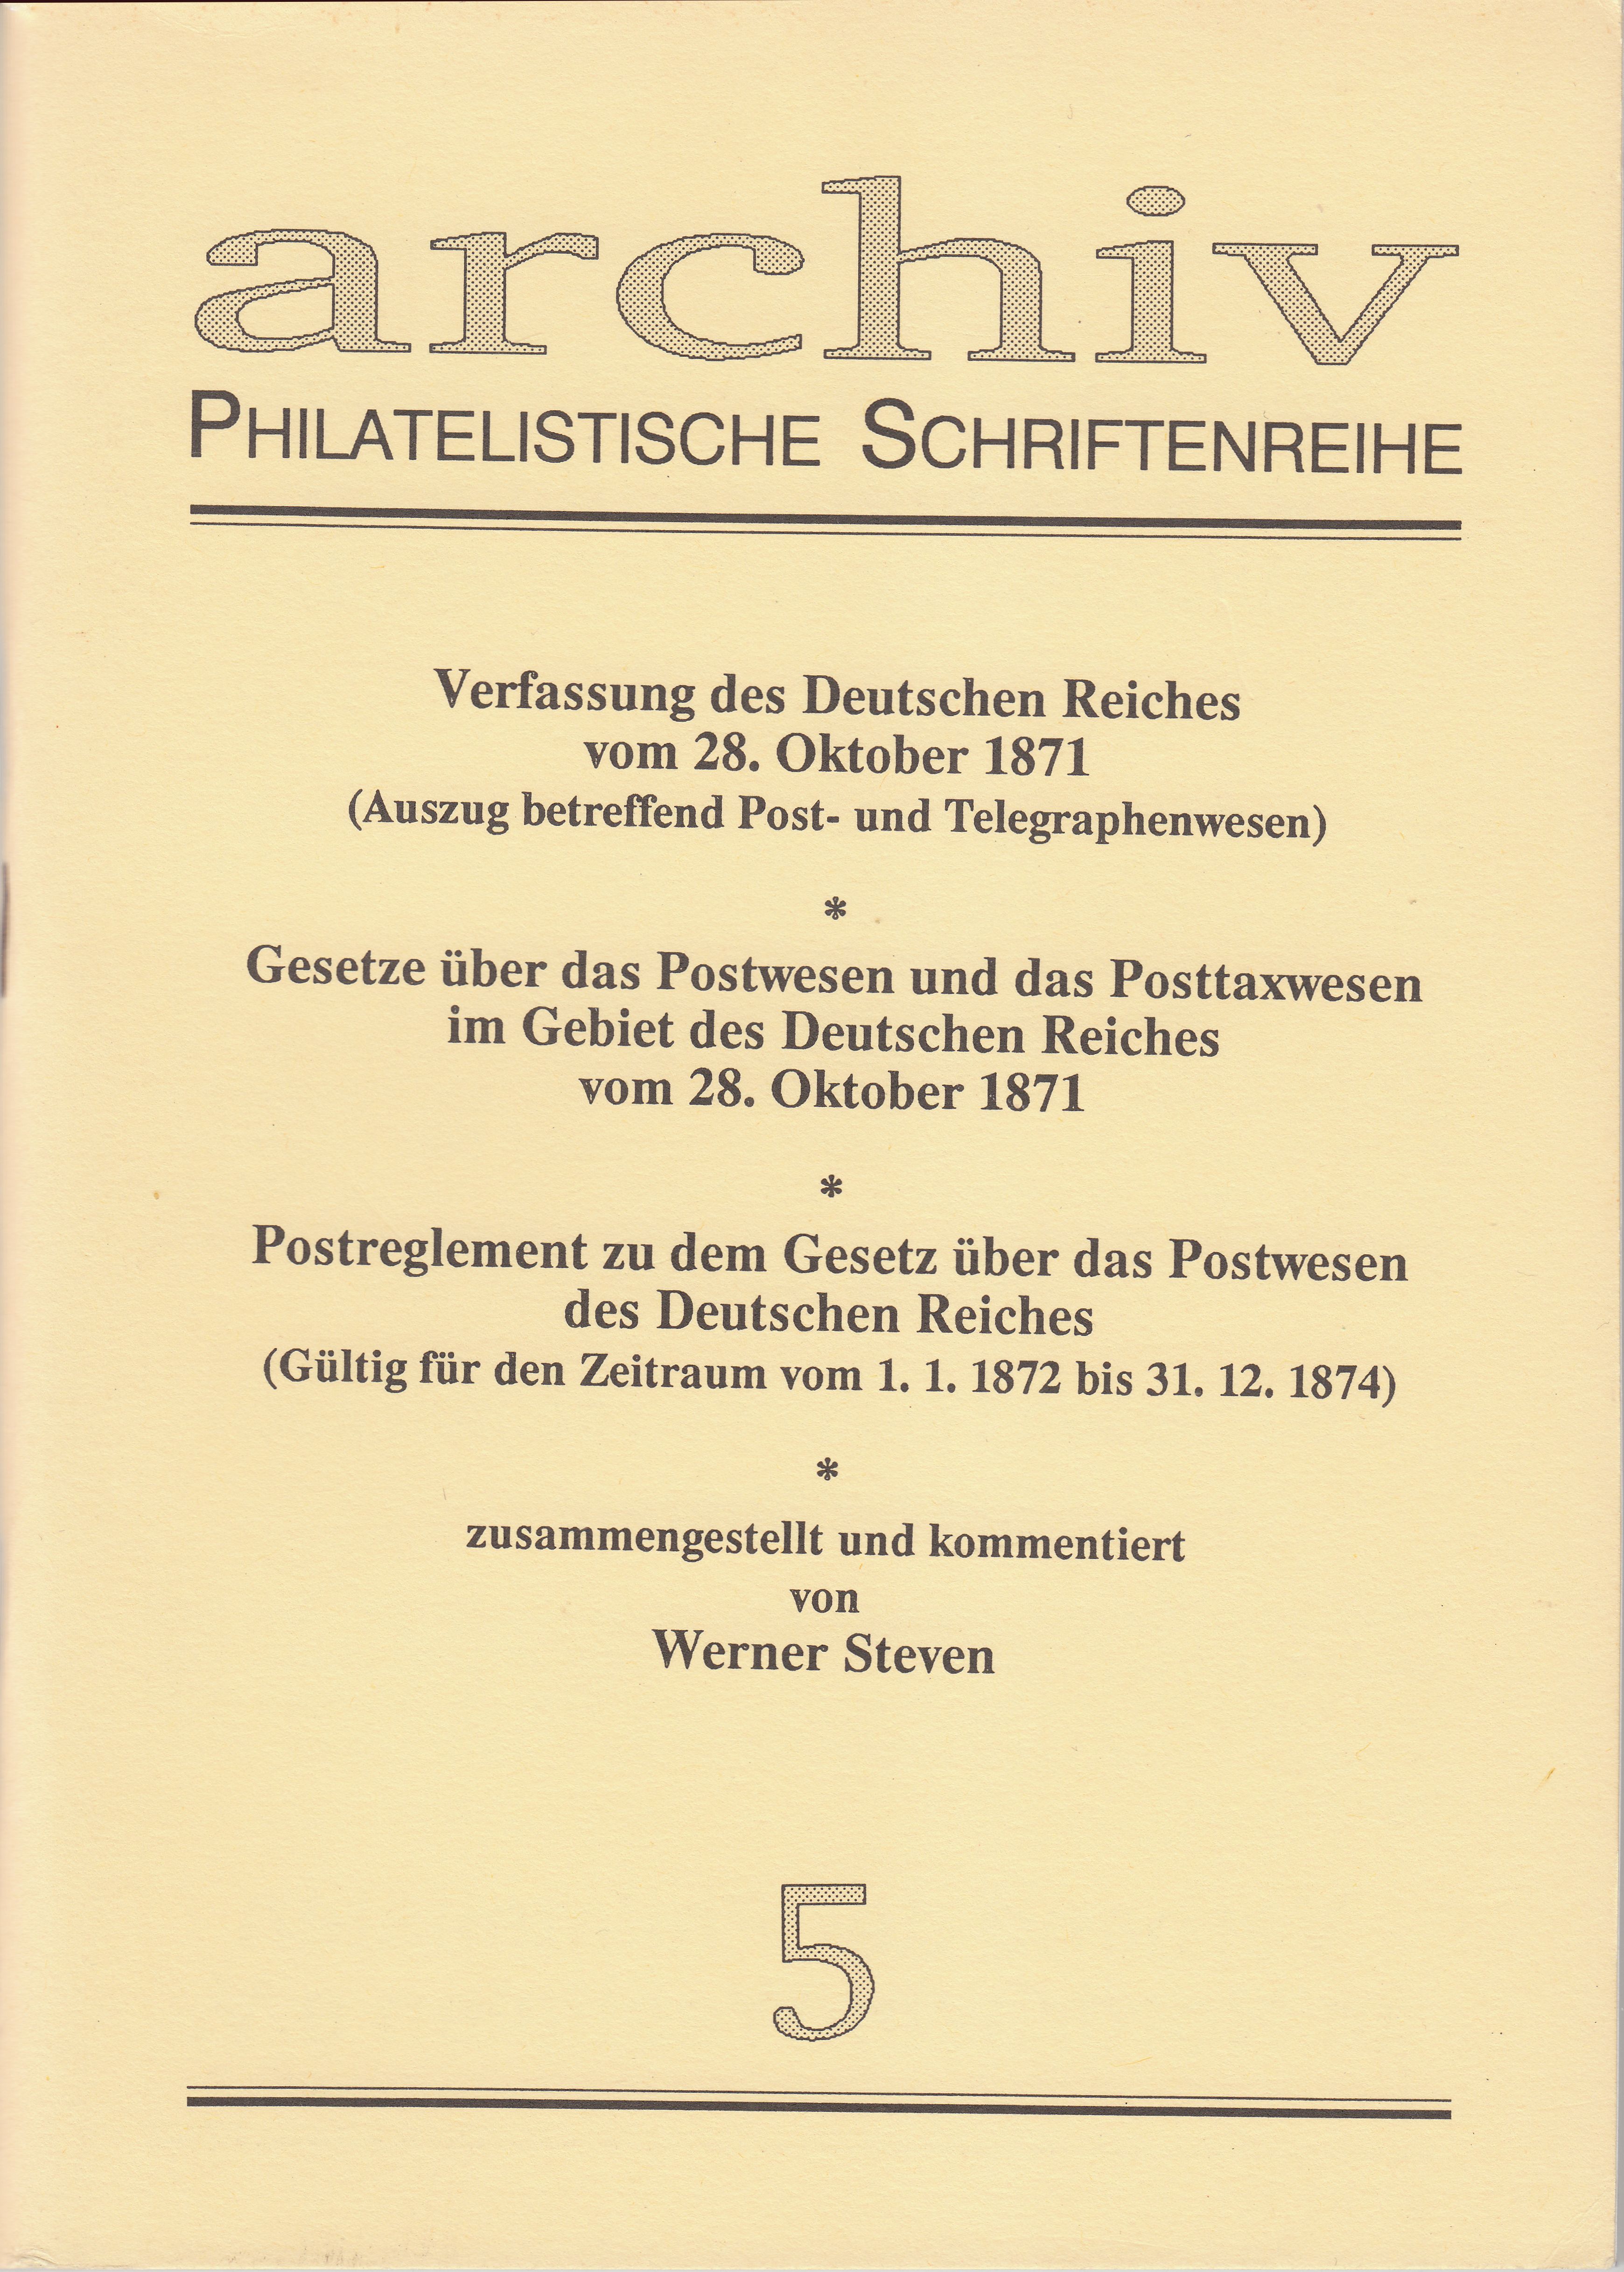 archiv
PHILATELISTISCHE SCHRIFTENREIHE
Verfassung des Deutschen Reiches
vom 28. Oktober 1871
(Auszug betreffend Post- und Telegraphenwesen)
*
Gesetze über das Postwesen und das Posttaxwesen
im Gebiet des Deutschen Reiches
vom 28. Oktober 1871
*
Postreglement zu dem Gesetz über das Postwesen
des Deutschen Reiches
(Gültig für den Zeitraum vom 1. 1. 1872 bis 31. 12. 1874)
*
zusammengestellt und kommentiert
von
Werner Steven
5